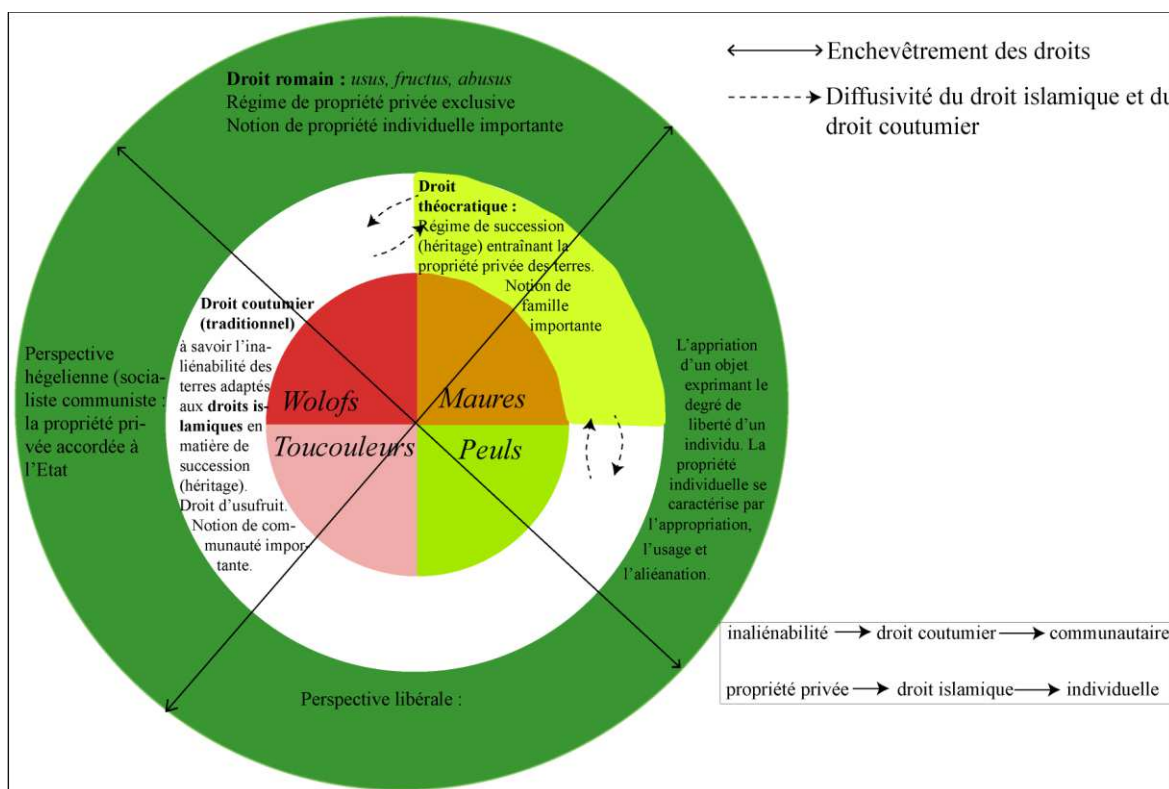 Droit romain : usus, fructus, abusus
Régime de propriété privée exclusive
Notion de propriété individuelle importante
Enchevêtrement des droits
Diffusivité du droit islamique et du
droit coutumier
Droit
théocratique :
Régime de succession
(héritage) entraînant la
propriété privée des terres.
Notion de
famille
importante
Droit coutumier
(traditionnel)
à savoir l'ina-
liénabilité des
terres adaptés
aux droits is-
lamiques en
matière de
succession
(héritage).
Droit d'usufruit.
Notion de com-
munauté impor-
tante.
Perspective
hégelienne (socia-
liste communiste :
la propriété pri-
vée accordée à
l'Etat
Wolofs
Maures
Toucouleurs
Peuls
L'appriation
d'un objet
exprimant le
degré de
liberté d'un
individu. La
propriété
individuelle se
caractérise par
l'appropriation,
l'usage et
l'aliéanation.
Perspective libérale :
inaliénabilité droit coutumier communautaire
propriété privée droit islamique individuelle